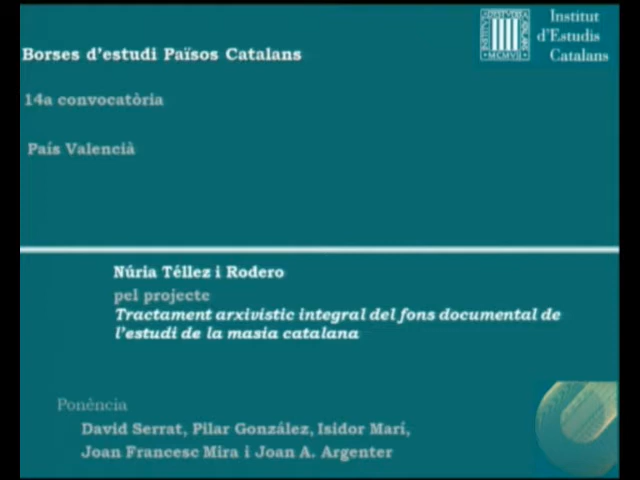 Institut
d'Estudis
Catalans
MCMVII
Borses d'estudi Països Catalans
14a convocatòria
País Valencià
Núria Téllez i Rodero
pel projecte
Tractament arxivistic integral del fons documental de
l'estudi de la masia catalana
Ponència
David Serrat, Pilar González, Isidor Marí,
Joan Francesc Mira i Joan A. Argenter